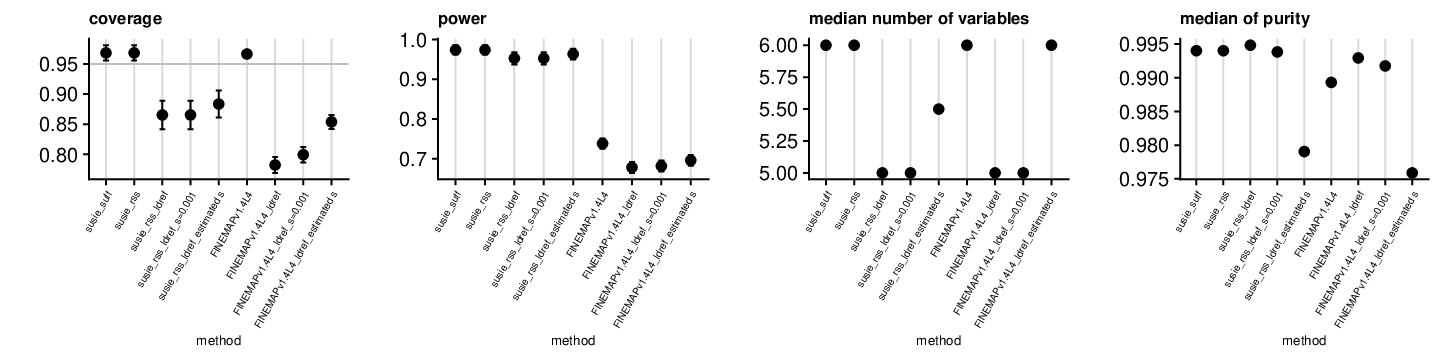 coverage
0.95
0.90
0.85
0.80
susie_suff
susie_rss
susie_rss_ldref
susie_rss_ldref_s=0.001
susie_rss_ldref_estimated s
FINEMAPv1.4L4
FINEMAPv1.4L4_ldref
FINEMAPv1.4L4_ldref_s=0.001
FINEMAPv1.4L4_ldref_estimated s
method
power
1.0
0.9
0.8
0.7
susie_suff
susie_rss
susie_rss_ldref
susie_rss_ldref_s=0.001
susie_rss_ldref_estimated s
FINEMAPv1.4L4
FINEMAPv1.4L4_ldref
FINEMAPv1.4L4_ldref_s=0.001
FINEMAPv1.4L4_ldref_estimated s
method
median number of variables
6.00
5.75
5.50
5.25
5.00
susie_suff
susie_rss
susie_rss_ldref
susie_rss_ldref_s=0.001
susie_rss_ldref_estimated s
FINEMAPv1.4L4
FINEMAPv1.4L4_ldref
FINEMAPv1.4L4_ldref_s=0.001
FINEMAPv1.4L4_ldref_estimated s
method
median of purity
0.995
0.990
0.985
0.980
0.975
susie_suff
susie_rss
susie_rss_ldref
susie_rss_ldref_s=0.001
susie_rss_ldref_estimated s
FINEMAPv1.4L4
FINEMAPv1.4L4_ldref
FINEMAPv1.4L4_ldref_s=0.001
FINEMAPv1.4L4_ldref_estimated s
method